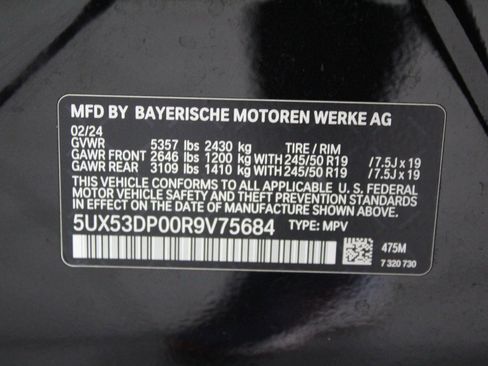 MFD BY BAYERISCHE MOTOREN WERKE AG
02/24
GVWR 5357 lbs 2430 kg TIRE / RIM
GAWR FRONT 2646 lbs 1200 kg WITH 245/50 R19 /7.5J x 19
GAWR REAR 3109 lbs 1410 kg WITH 245/50 R19 /7.5J x 19
THIS VEHICLE CONFORMS TO ALL APPLICABLE U. S. FEDERAL
MOTOR VEHICLE SAFETY AND THEFT PREVENTION STANDARDS
IN EFFECT ON THE DATE OF MANUFACTURE SHOWN ABOVE.
5UX53DP00R9V75684 TYPE: MPV
475M
7 320 730